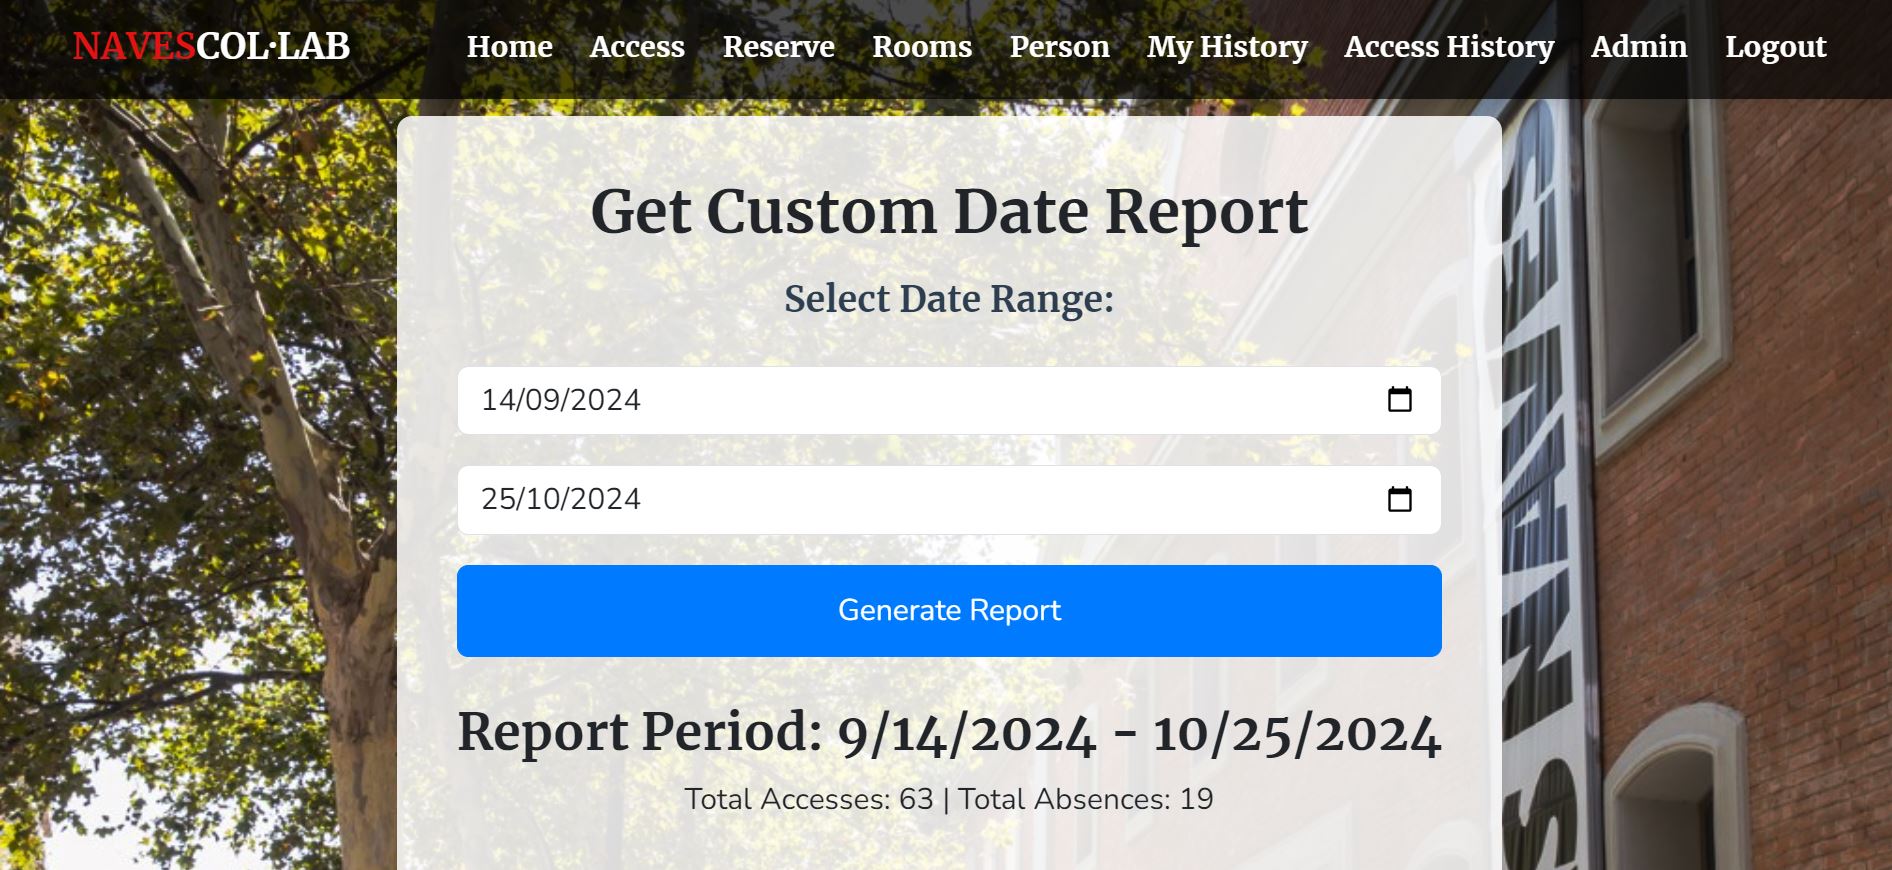 NAVESCOL·LAB Home Access Reserve Rooms Person My History Access History Admin Logout
Get Custom Date Report
Select Date Range:
14/09/2024
25/10/2024
Generate Report
Report Period: 9/14/2024 - 10/25/2024
Total Accesses: 63 | Total Absences: 19